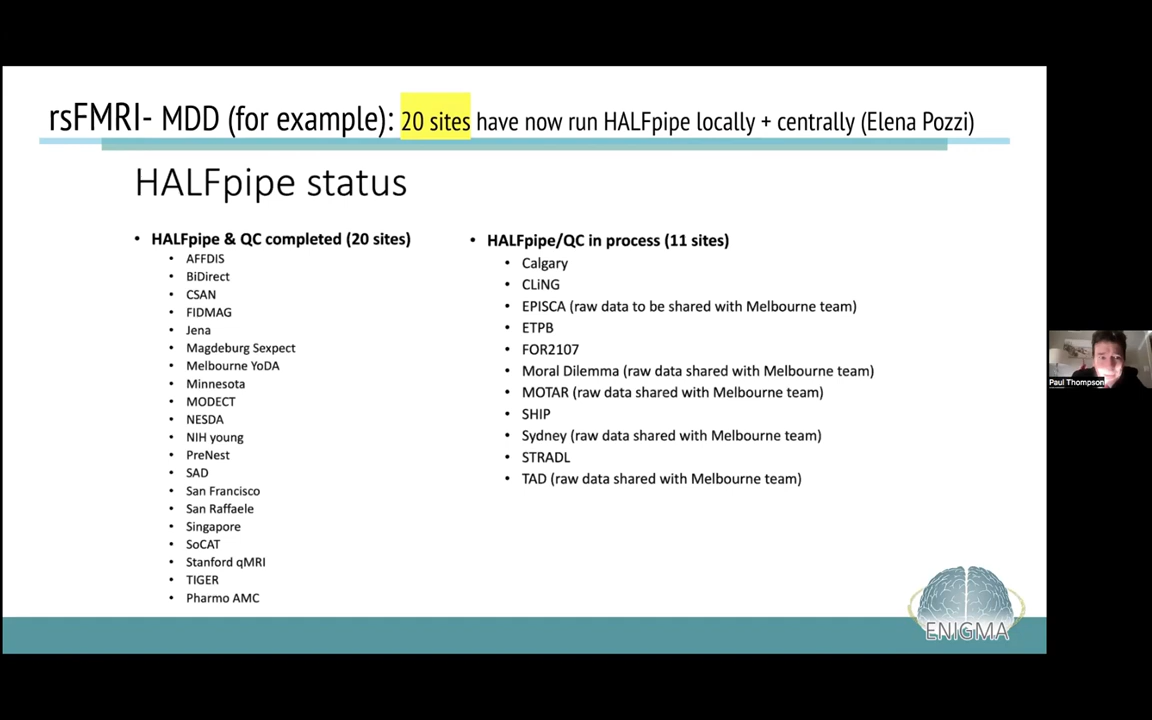 rsFMRI- MDD (for example): 20 sites have now run HALFpipe locally + centrally (Elena Pozzi)
HALFpipe status
• HALFpipe & QC completed (20 sites)
• AFFDIS
• BiDirect
• CSAN
• FIDMAG
• Jena
• Magdeburg Sexpect
• Melbourne YoDA
• Minnesota
• MODECT
• NESDA
• NIH young
• PreNest
• SAD
• San Francisco
• San Raffaele
• Singapore
• SoCAT
• Stanford qMRI
• TIGER
• Pharmo AMC
• HALFpipe/QC in process (11 sites)
• Calgary
• CLiNG
• EPISCA (raw data to be shared with Melbourne team)
• ETPB
• FOR2107
• Moral Dilemma (raw data shared with Melbourne team)
• MOTAR (raw data shared with Melbourne team)
• SHIP
• Sydney (raw data shared with Melbourne team)
• STRADL
• TAD (raw data shared with Melbourne team)
ENIGMA
Paul Thompson